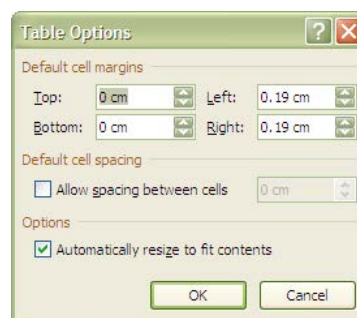 Table Options
Default cell margins
Top: 0 cm Left: 0.19 cm
Bottom: 0 cm Right: 0.19 cm
Default cell spacing
Allow spacing between cells 0 cm
Options
Automatically resize to fit contents
OK Cancel